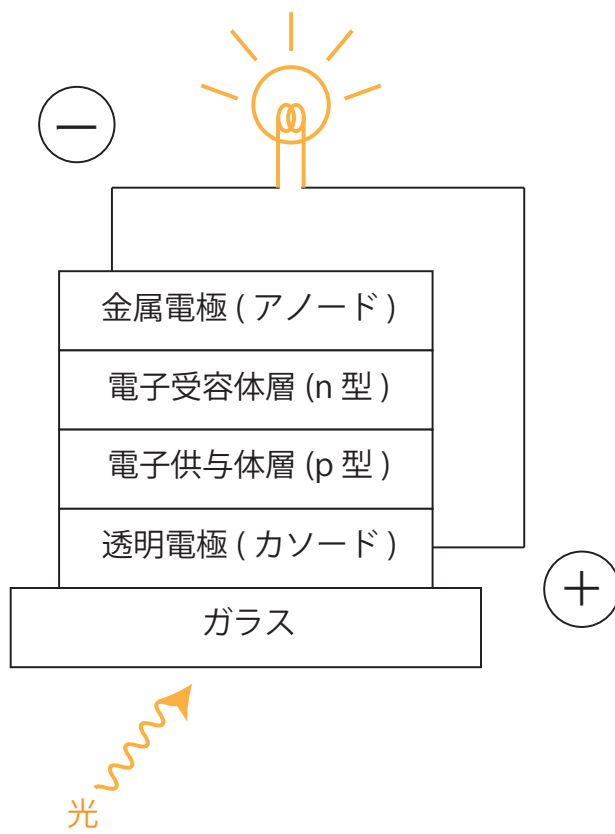 −
金属電極 ( アノード )
電子受容体層 (n 型 )
電子供与体層 (p 型 )
透明電極 ( カソード )
+
ガラス
光